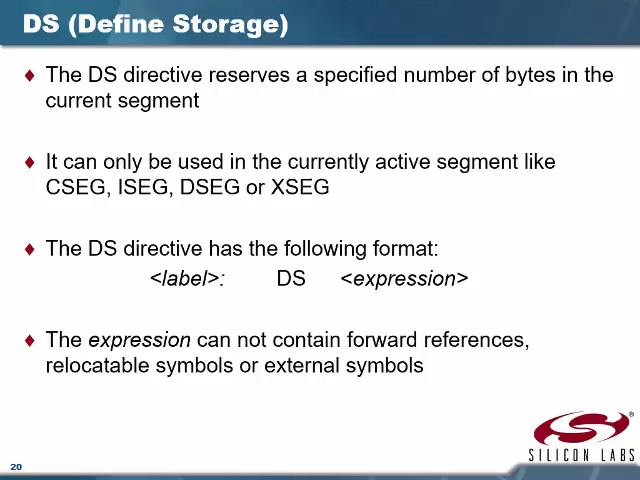 DS (Define Storage)
♦ The DS directive reserves a specified number of bytes in the
current segment
♦ It can only be used in the currently active segment like
CSEG, ISEG, DSEG or XSEG
♦ The DS directive has the following format:
<label>: DS <expression>
♦ The expression can not contain forward references,
relocatable symbols or external symbols
®
SILICON LABS
20